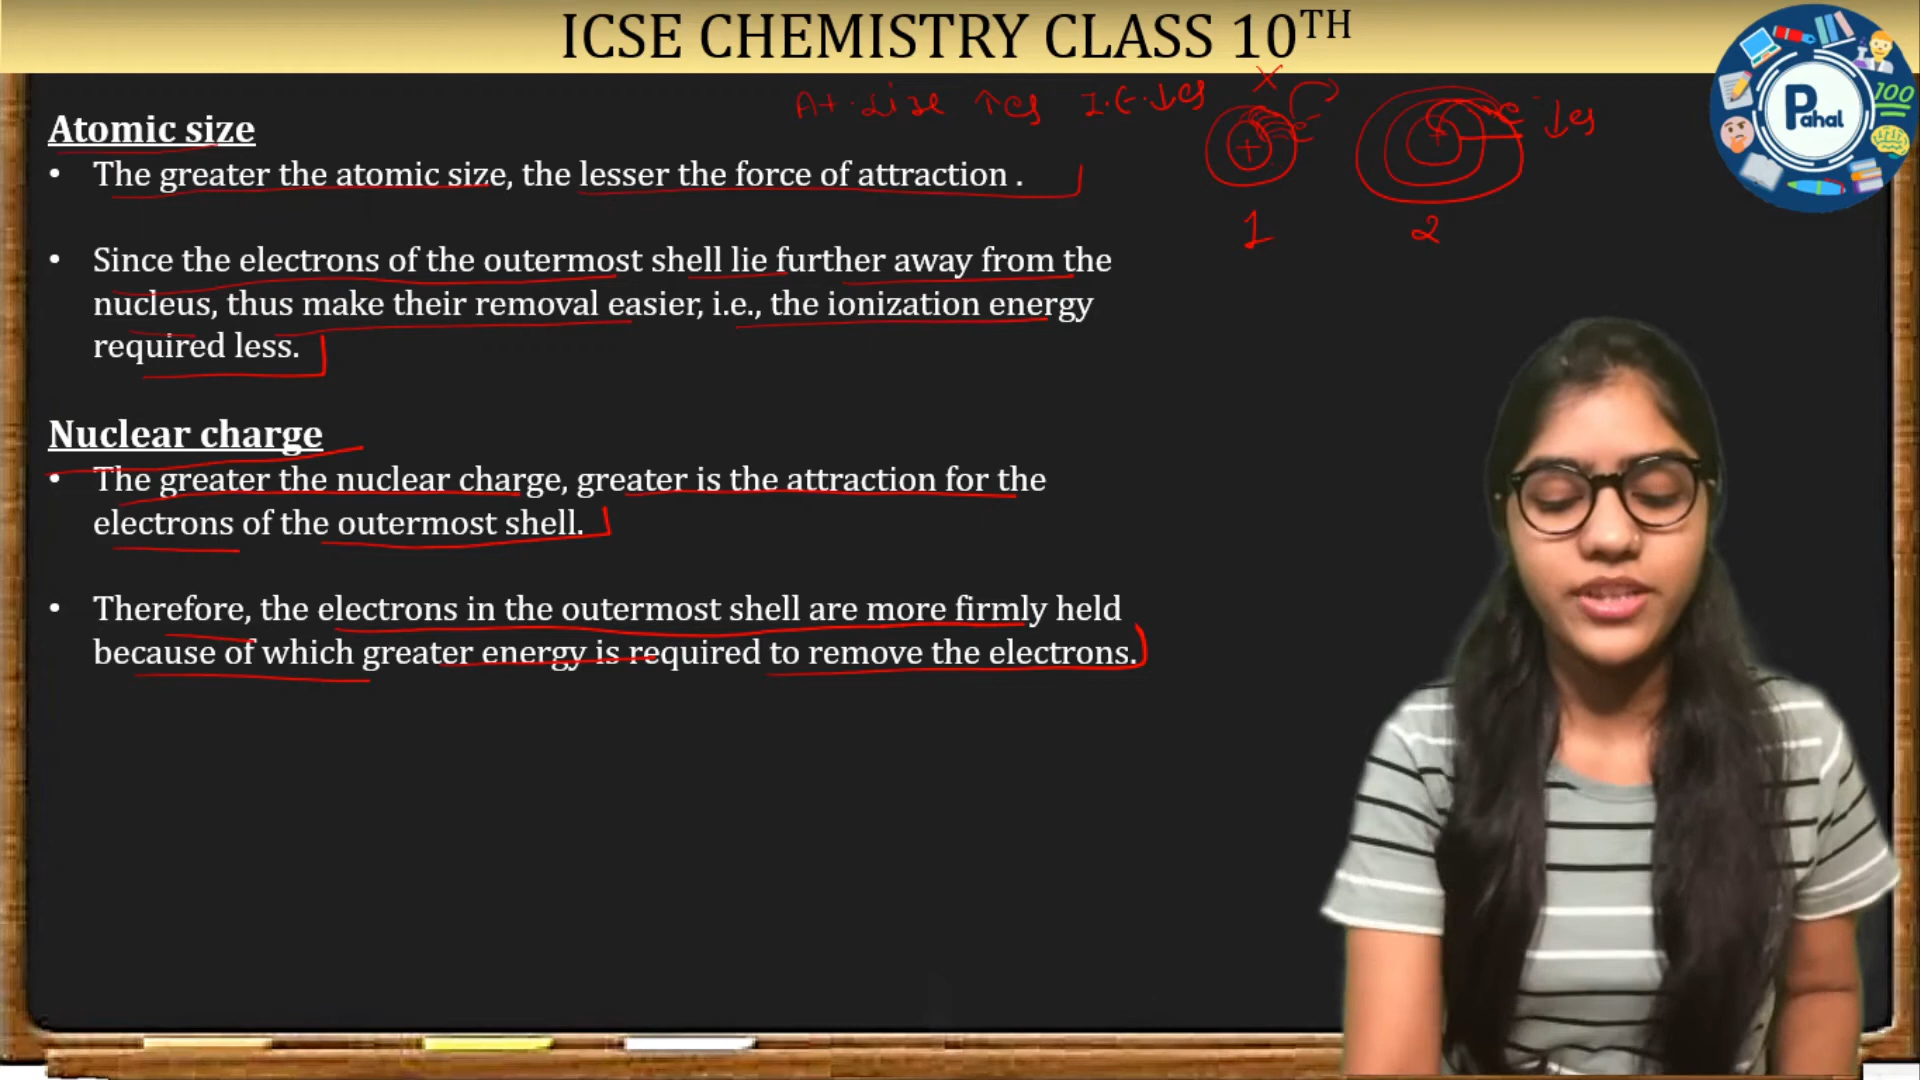 ICSE CHEMISTRY CLASS 10TH
At. size ↑es I.E. ↓es
X
e-
+
1
+
e-
↓es
2
Pahal
100
Atomic size
• The greater the atomic size, the lesser the force of attraction .
• Since the electrons of the outermost shell lie further away from the
nucleus, thus make their removal easier, i.e., the ionization energy
required less.
Nuclear charge
• The greater the nuclear charge, greater is the attraction for the
electrons of the outermost shell.
• Therefore, the electrons in the outermost shell are more firmly held
because of which greater energy is required to remove the electrons.